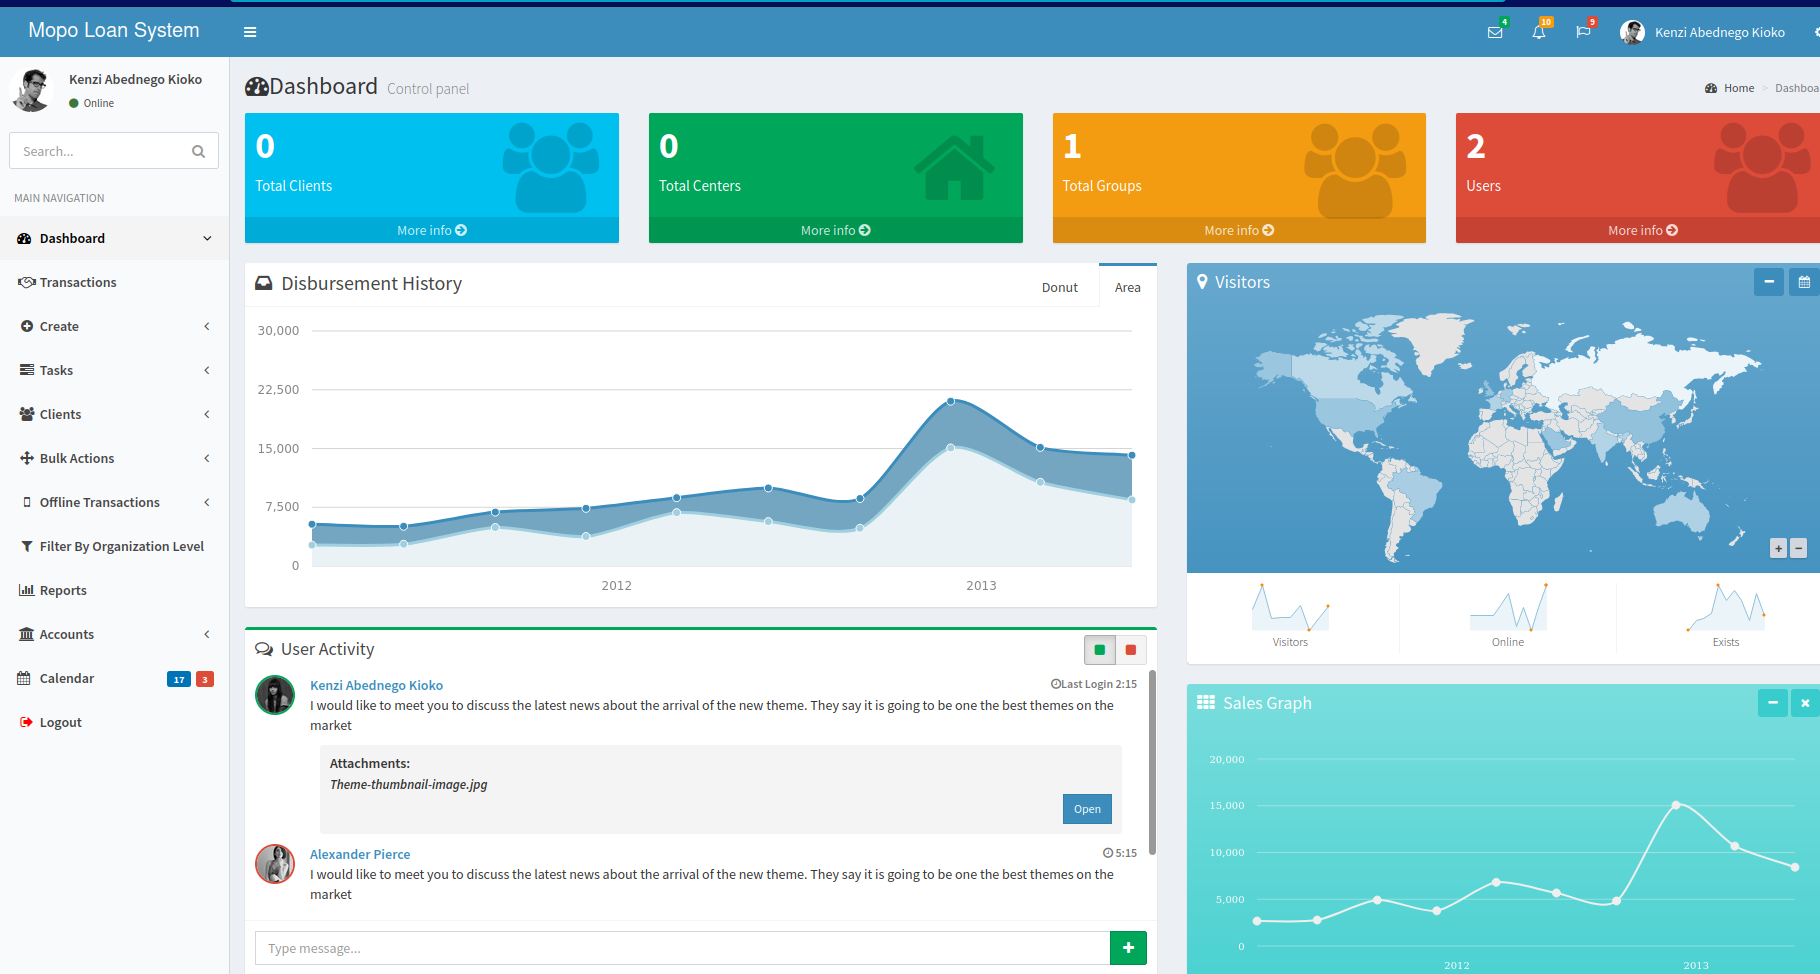 Mopo Loan System
4
10
9
Kenzi Abednego Kioko
Kenzi Abednego Kioko
Online
Search...
MAIN NAVIGATION
Dashboard
Transactions
Create
Tasks
Clients
Bulk Actions
Offline Transactions
Filter By Organization Level
Reports
Accounts
Calendar 17 3
Logout
Dashboard Control panel
Home > Dashboa
0
Total Clients
More info
0
Total Centers
More info
1
Total Groups
More info
2
Users
More info
Disbursement History
Donut
Area
30,000
22,500
15,000
7,500
0
2012 2013
Visitors
+ −
Visitors
Online
Exists
User Activity
Kenzi Abednego Kioko
Last Login 2:15
I would like to meet you to discuss the latest news about the arrival of the new theme. They say it is going to be one the best themes on the
market
Attachments:
Theme-thumbnail-image.jpg
Open
Alexander Pierce
5:15
I would like to meet you to discuss the latest news about the arrival of the new theme. They say it is going to be one the best themes on the
market
Type message...
Sales Graph
20,000
15,000
10,000
5,000
0
2012 2013